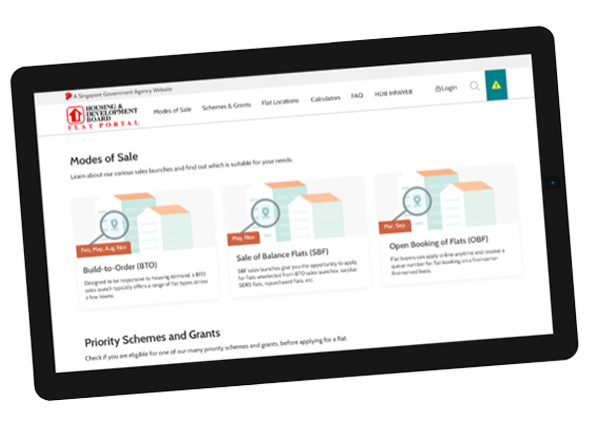 A Singapore Government Agency Website
HOUSING &
DEVELOPMENT
BOARD
FLAT PORTAL
Modes of Sale
Schemes & Grants
Flat Locations
Calculators
FAQ
HDB InfoWEB
Login
Modes of Sale
Learn about our various sales launches and find out which is suitable for your needs.
Feb, May, Aug, Nov
Build-to-Order (BTO)
Designed to be responsive to housing demand, a BTO
sales launch typically offers a range of flat types across
a few towns.
May, Nov
Sale of Balance Flats (SBF)
SBF sales launches give you the opportunity to apply
for flats unselected from BTO sales launches, surplus
SERS flats, repurchased flats, etc.
Mar, Sep
Open Booking of Flats (OBF)
Flat buyers can apply online anytime and receive a
queue number for flat booking on a first-come-
first-served basis.
Priority Schemes and Grants
Check if you are eligible for one of our many priority schemes and grants, before applying for a flat.